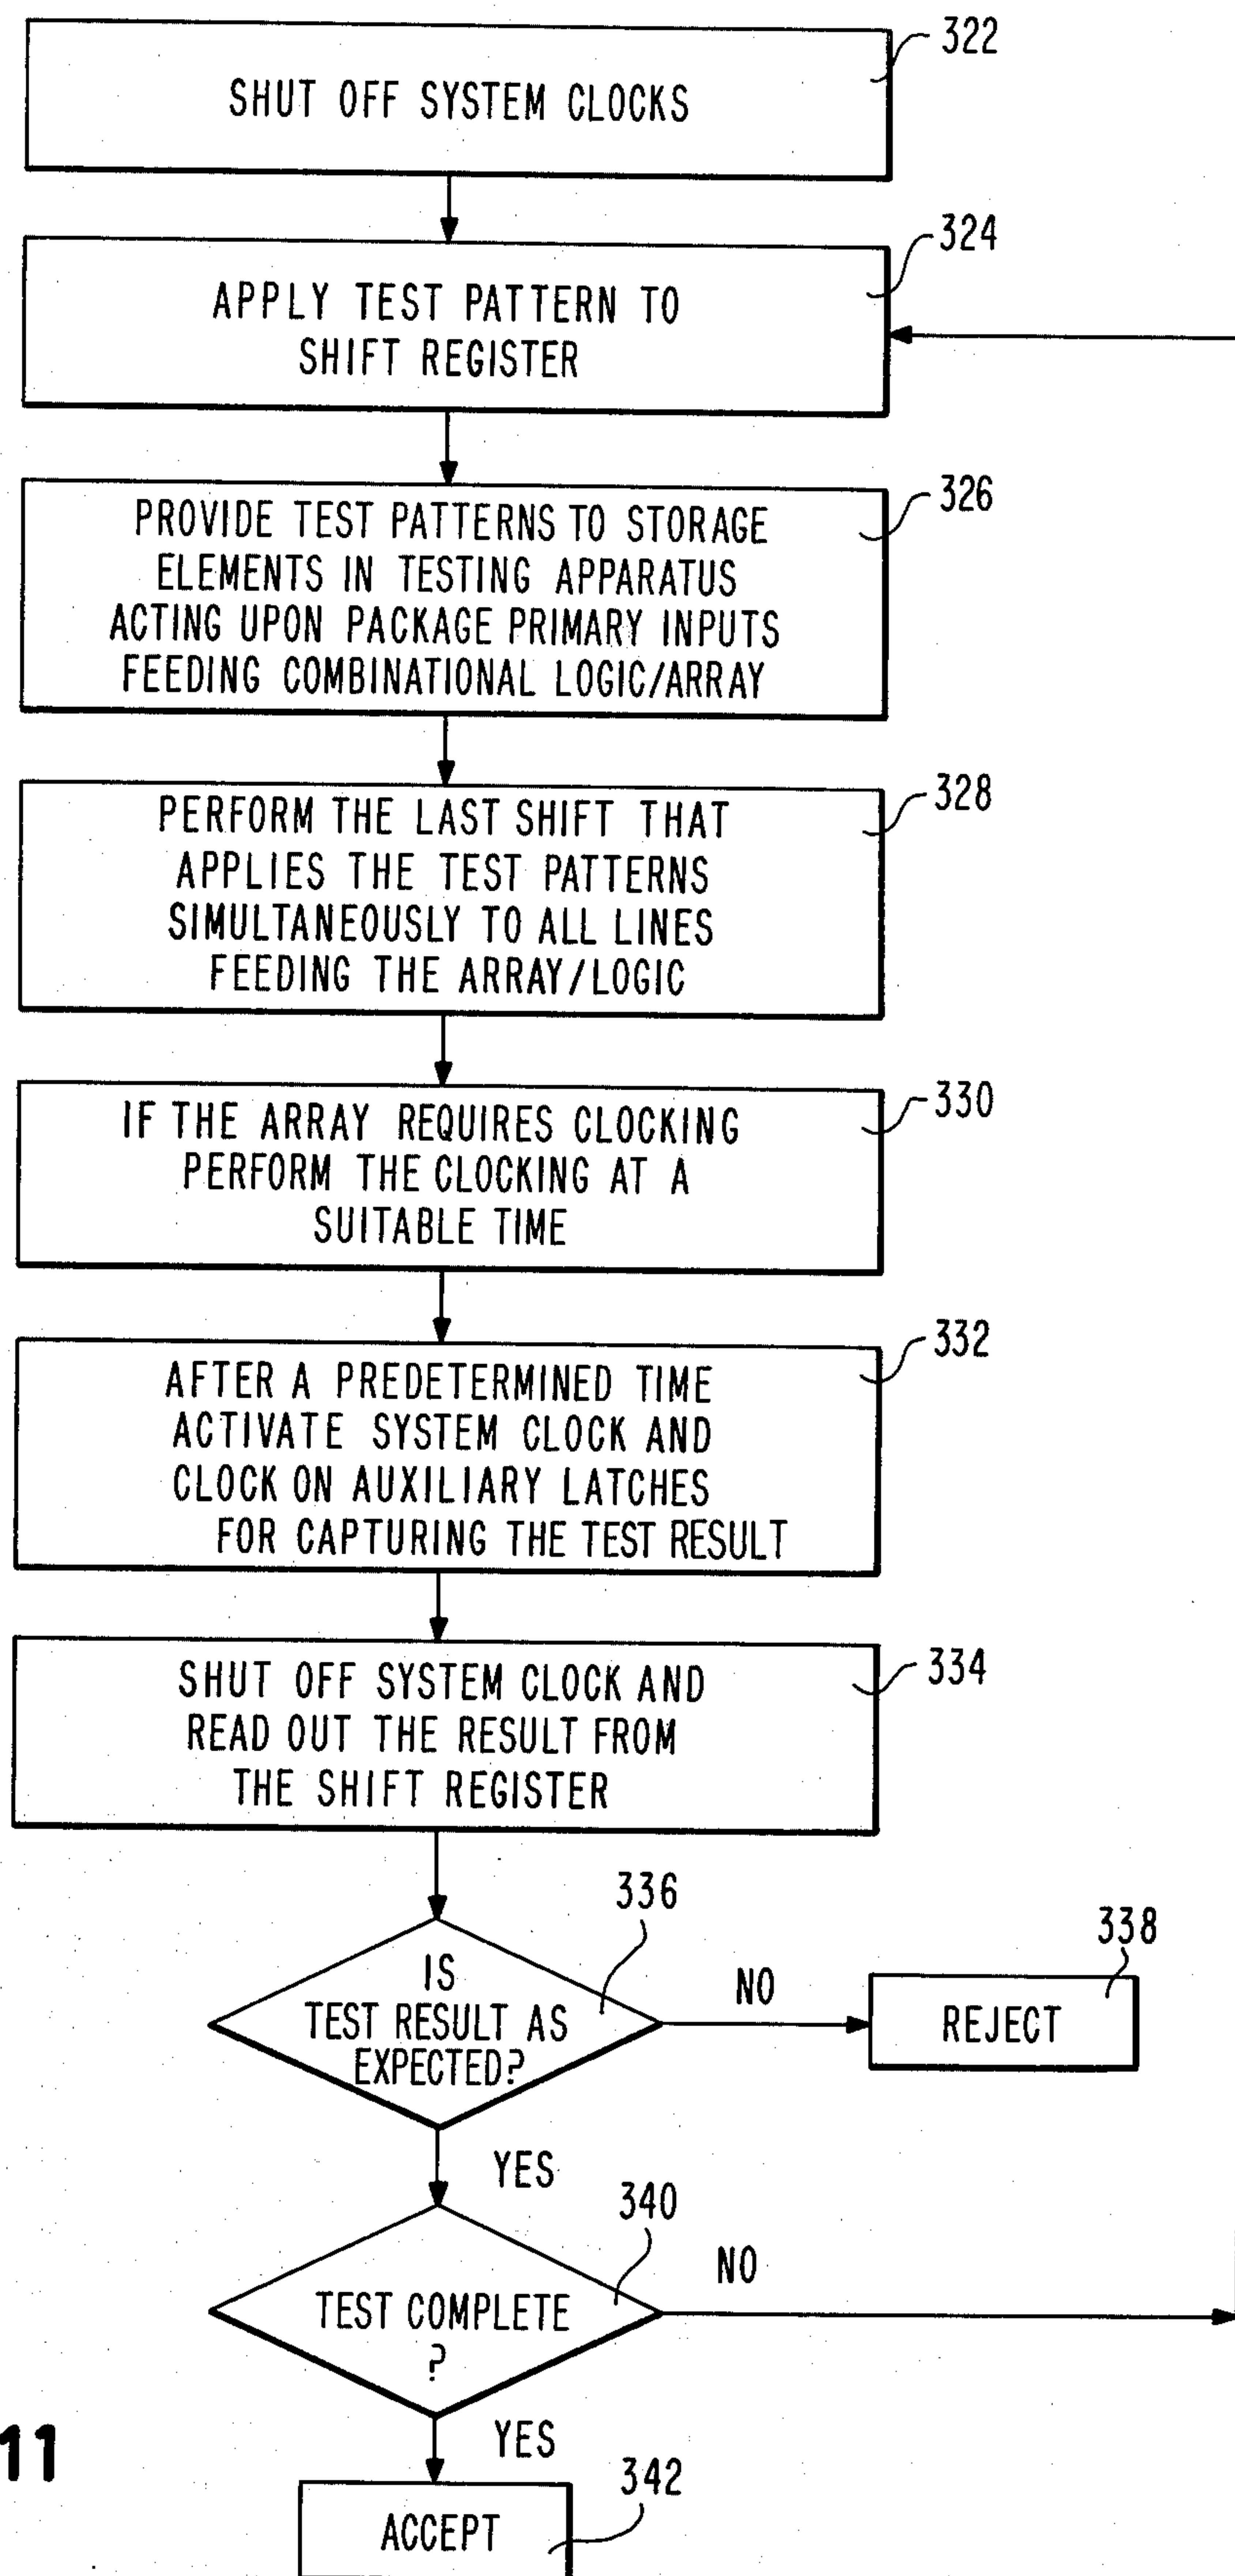 322
SHUT OFF SYSTEM CLOCKS
324
APPLY TEST PATTERN TO
SHIFT REGISTER
326
PROVIDE TEST PATTERNS TO STORAGE
ELEMENTS IN TESTING APPARATUS
ACTING UPON PACKAGE PRIMARY INPUTS
FEEDING COMBINATIONAL LOGIC/ARRAY
328
PERFORM THE LAST SHIFT THAT
APPLIES THE TEST PATTERNS
SIMULTANEOUSLY TO ALL LINES
FEEDING THE ARRAY/LOGIC
330
IF THE ARRAY REQUIRES CLOCKING
PERFORM THE CLOCKING AT A
SUITABLE TIME
332
AFTER A PREDETERMINED TIME
ACTIVATE SYSTEM CLOCK AND
CLOCK ON AUXILIARY LATCHES
FOR CAPTURING THE TEST RESULT
334
SHUT OFF SYSTEM CLOCK AND
READ OUT THE RESULT FROM
THE SHIFT REGISTER
336
IS
TEST RESULT AS
EXPECTED?
NO
338
REJECT
YES
340
TEST COMPLETE
?
NO
YES
11
342
ACCEPT